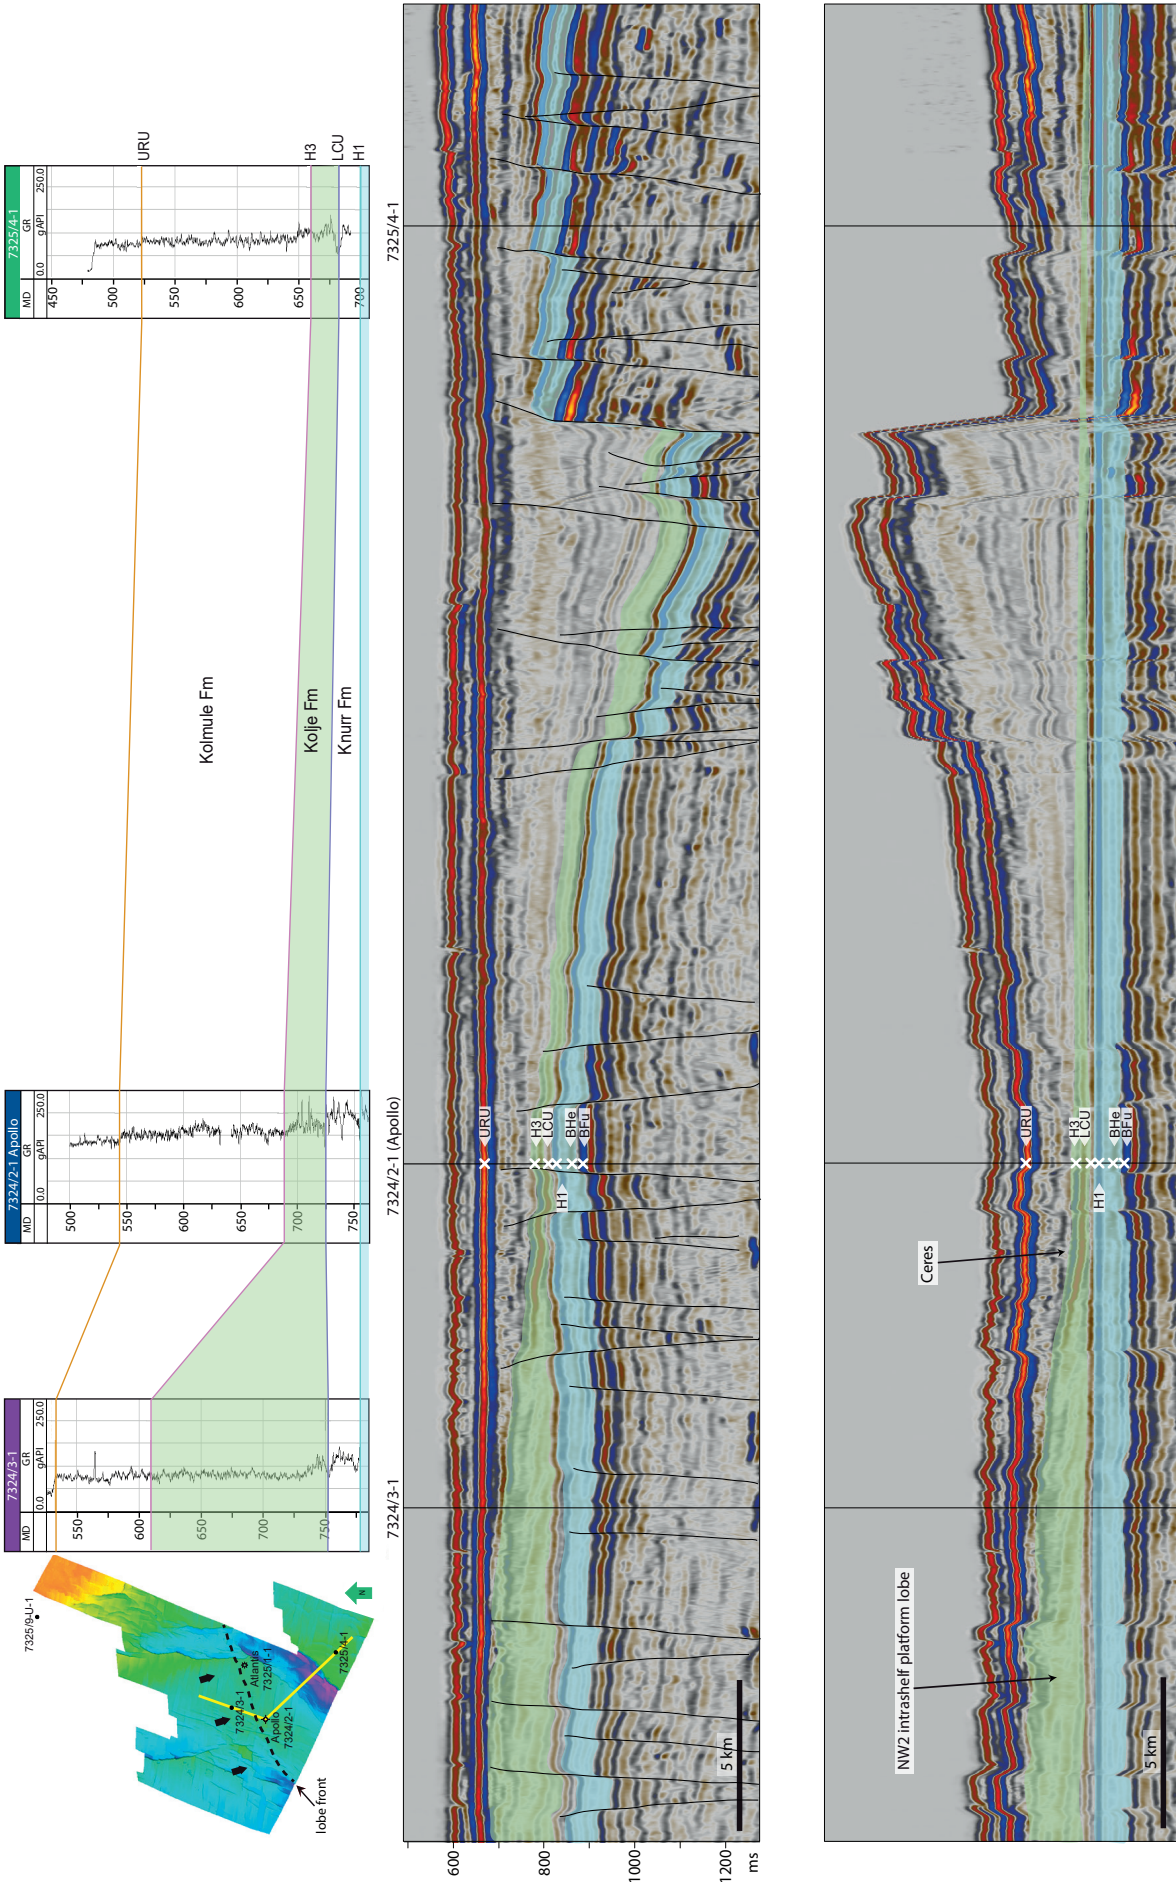 7325/9-U-1
7324/3-1
Atlantis
7325/1-1
Apollo
7324/2-1
7325/4-1
lobe front
N
7324/3-1
MD
GR
0.0
gAPI
250.0
550
600
650
700
750
7324/2-1 Apollo
MD
GR
0.0
gAPI
250.0
500
550
600
650
700
750
7325/4-1
MD
GR
0.0
gAPI
250.0
450
500
550
600
650
700
URU
H3
LCU
H1
Kolmule Fm
Kolje Fm
Knurr Fm
7324/3-1
7324/2-1 (Apollo)
7325/4-1
URU
H3
LCU
H1
BHe
BFu
600
800
1000
1200
ms
5 km
NW2 intrashelf platform lobe
Ceres
URU
H3
LCU
H1
BHe
BFu
5 km